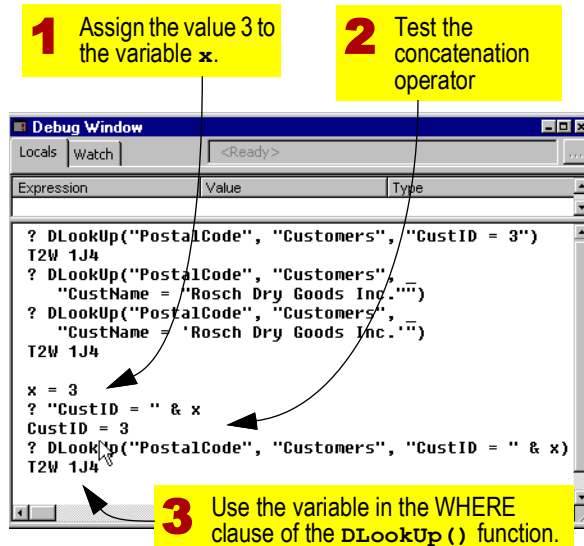 1 Assign the value 3 to
the variable x.
2 Test the
concatenation
operator
Debug Window
Locals Watch <Ready> ...
Expression Value Type
? DLookUp("PostalCode", "Customers", "CustID = 3")
T2W 1J4
? DLookUp("PostalCode", "Customers", _
"CustName = "Rosch Dry Goods Inc."")
? DLookUp("PostalCode", "Customers", _
"CustName = 'Rosch Dry Goods Inc.'")
T2W 1J4
x = 3
? "CustID = " & x
CustID = 3
? DLookUp("PostalCode", "Customers", "CustID = " & x)
T2W 1J4
3 Use the variable in the WHERE
clause of the DLookUp() function.